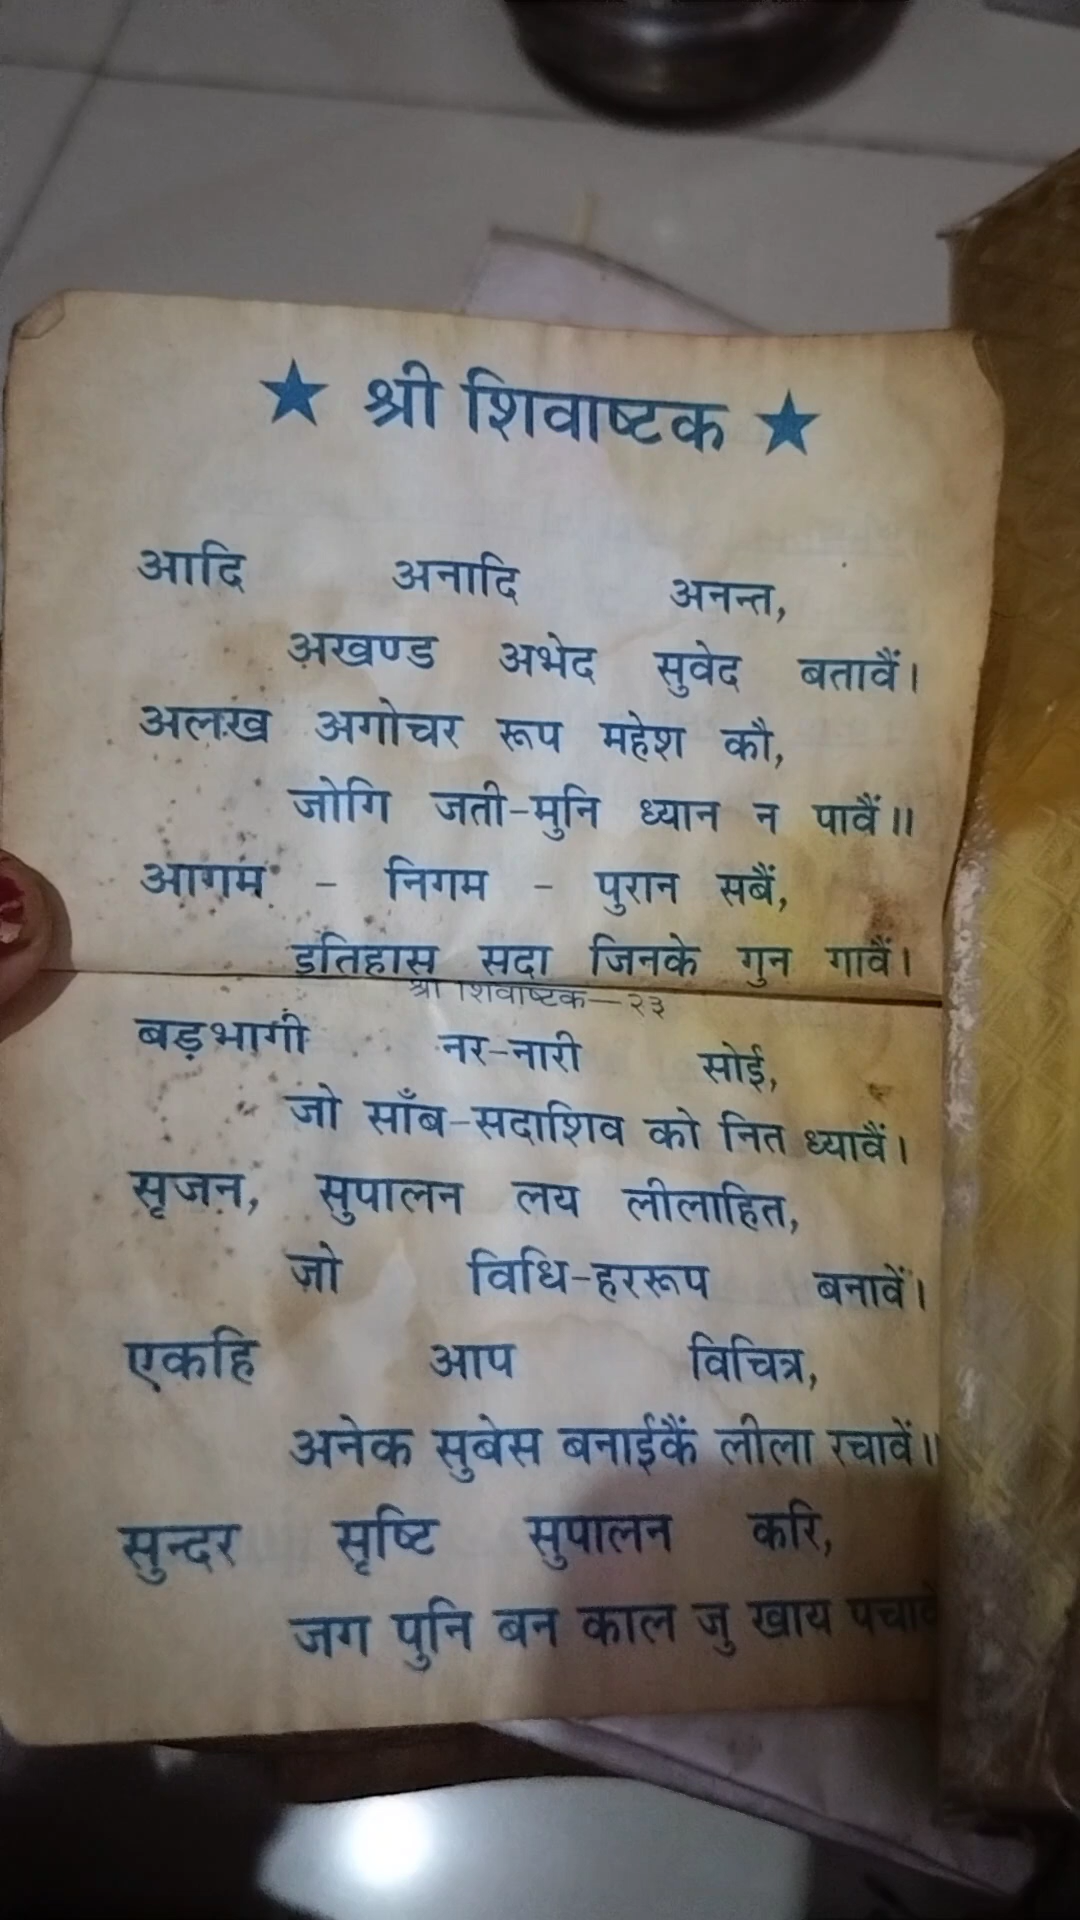 ★ श्री शिवाष्टक ★
आदि अनादि अनन्त,
अखण्ड अभेद सुवेद बतावैं।
अलख अगोचर रूप महेश कौ,
जोगि जती-मुनि ध्यान न पावैं॥
आगम - निगम - पुरान सबैं,
इतिहास सदा जिनके गुन गावैं।
श्री शिवाष्टक—२३
बड़भागी नर-नारी सोई,
जो साँब-सदाशिव को नित ध्यावैं।
सृजन, सुपालन लय लीलाहित,
जो विधि-हररूप बनावें।
एकहि आप विचित्र,
अनेक सुबेस बनाईकैं लीला रचावें॥
सुन्दर सृष्टि सुपालन करि,
जग पुनि बन काल जु खाय